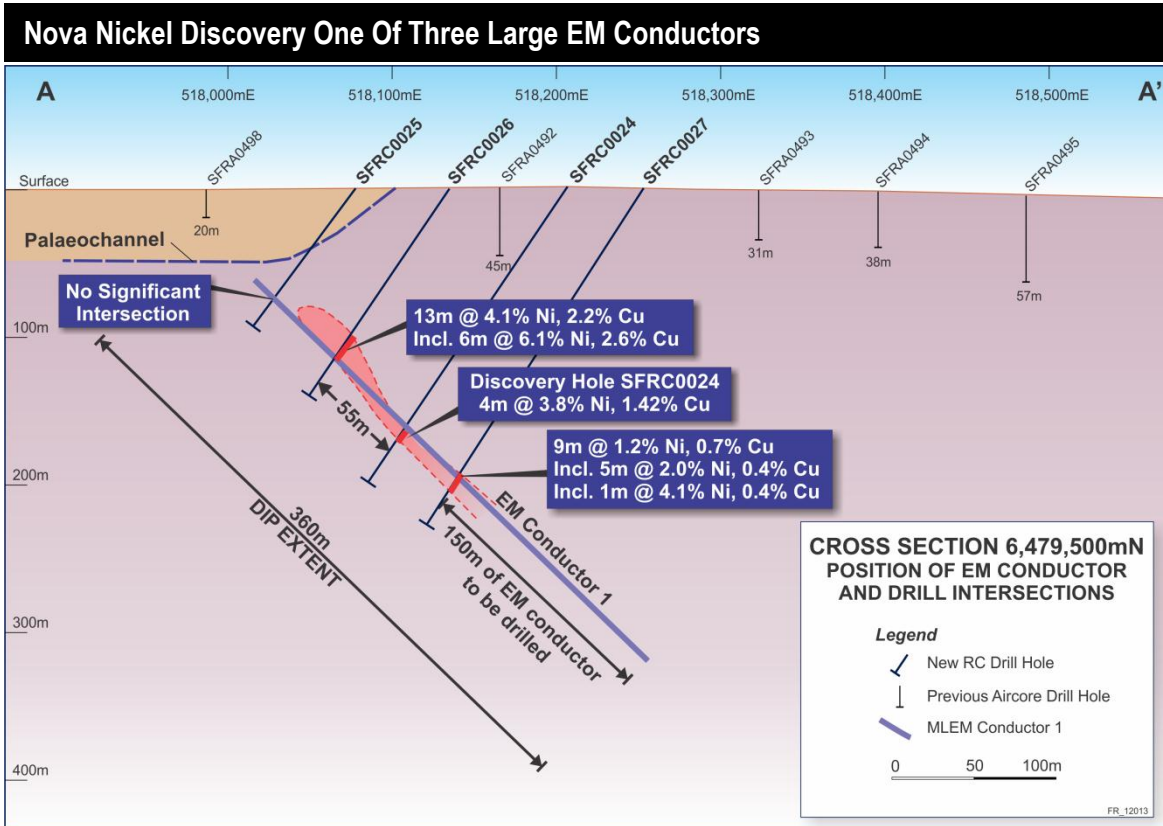 Nova Nickel Discovery One Of Three Large EM Conductors
A
518,000mE
518,100mE
518,200mE
518,300mE
518,400mE
518,500mE
A'
SFRA0498
SFRC0025
SFRC0026
SFRA0492
SFRC0024
SFRC0027
SFRA0493
SFRA0494
SFRA0495
Surface
20m
Palaeochannel
45m
31m
38m
57m
No Significant
Intersection
100m
13m @ 4.1% Ni, 2.2% Cu
Incl. 6m @ 6.1% Ni, 2.6% Cu
Discovery Hole SFRC0024
4m @ 3.8% Ni, 1.42% Cu
55m
9m @ 1.2% Ni, 0.7% Cu
Incl. 5m @ 2.0% Ni, 0.4% Cu
Incl. 1m @ 4.1% Ni, 0.4% Cu
200m
EM Conductor 1
360m
DIP EXTENT
150m of EM conductor
to be drilled
300m
400m
CROSS SECTION 6,479,500mN
POSITION OF EM CONDUCTOR
AND DRILL INTERSECTIONS
Legend
New RC Drill Hole
Previous Aircore Drill Hole
MLEM Conductor 1
0 50 100m
FR_12013